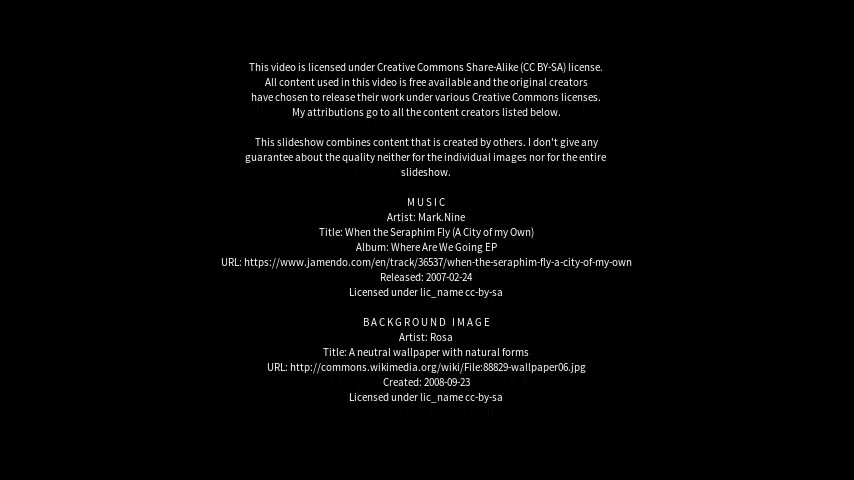 This video is licensed under Creative Commons Share-Alike (CC BY-SA) license.
All content used in this video is free available and the original creators
have chosen to release their work under various Creative Commons licenses.
My attributions go to all the content creators listed below.
This slideshow combines content that is created by others. I don't give any
guarantee about the quality neither for the individual images nor for the entire
slideshow.
MUSIC
Artist: Mark.Nine
Title: When the Seraphim Fly (A City of my Own)
Album: Where Are We Going EP
URL: https://www.jamendo.com/en/track/36537/when-the-seraphim-fly-a-city-of-my-own
Released: 2007-02-24
Licensed under lic_name cc-by-sa
BACKGROUND IMAGE
Artist: Rosa
Title: A neutral wallpaper with natural forms
URL: http://commons.wikimedia.org/wiki/File:88829-wallpaper06.jpg
Created: 2008-09-23
Licensed under lic_name cc-by-sa